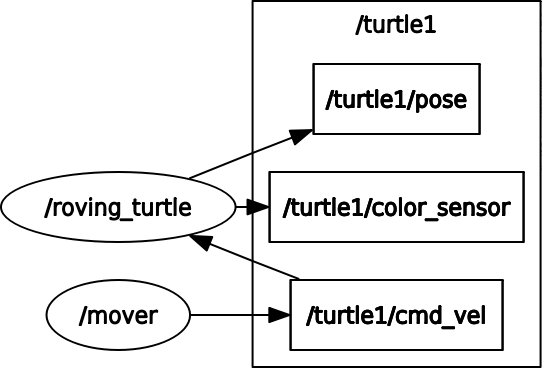 /turtle1
/turtle1/pose
/roving_turtle
/turtle1/color_sensor
/mover
/turtle1/cmd_vel